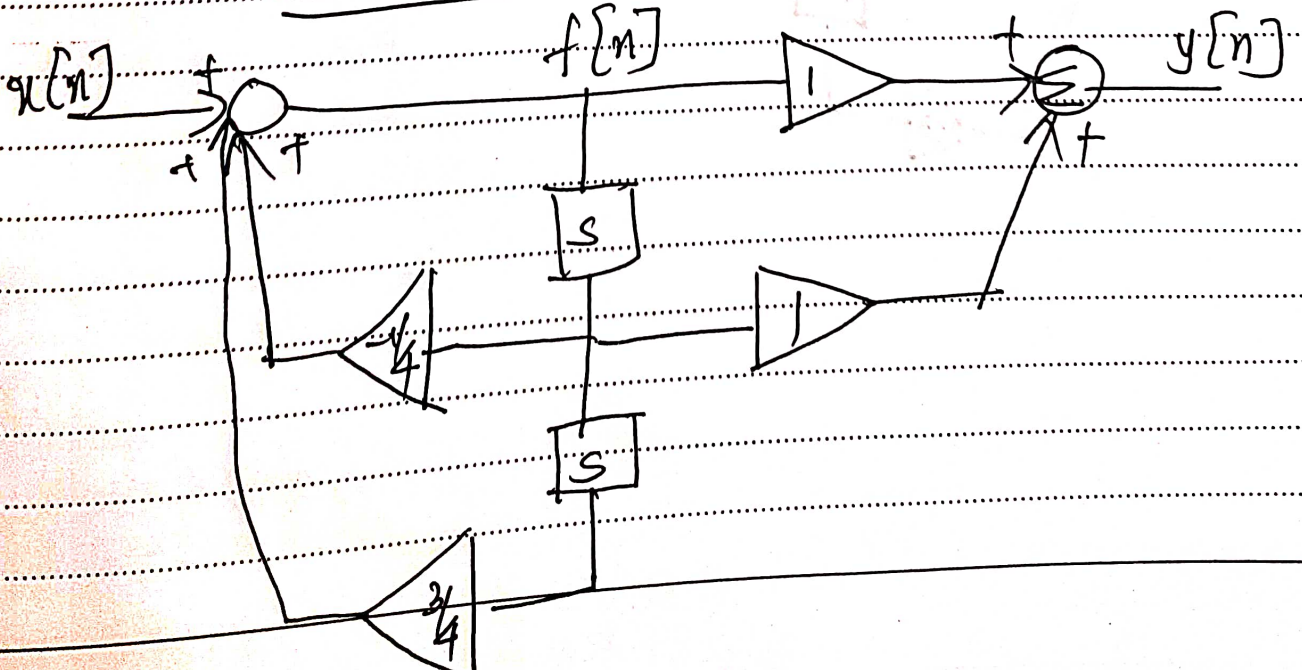 x[n] + f[n] 1 + Σ y[n]
+ + +
S
1/4 1
S
3/4